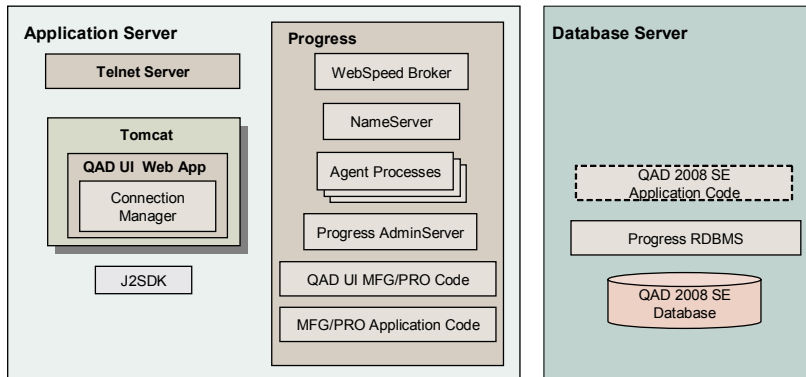 Application Server
Telnet Server
Tomcat
QAD UI Web App
Connection
Manager
J2SDK
Progress
WebSpeed Broker
NameServer
Agent Processes
Progress AdminServer
QAD UI MFG/PRO Code
MFG/PRO Application Code
Database Server
QAD 2008 SE
Application Code
Progress RDBMS
QAD 2008 SE
Database